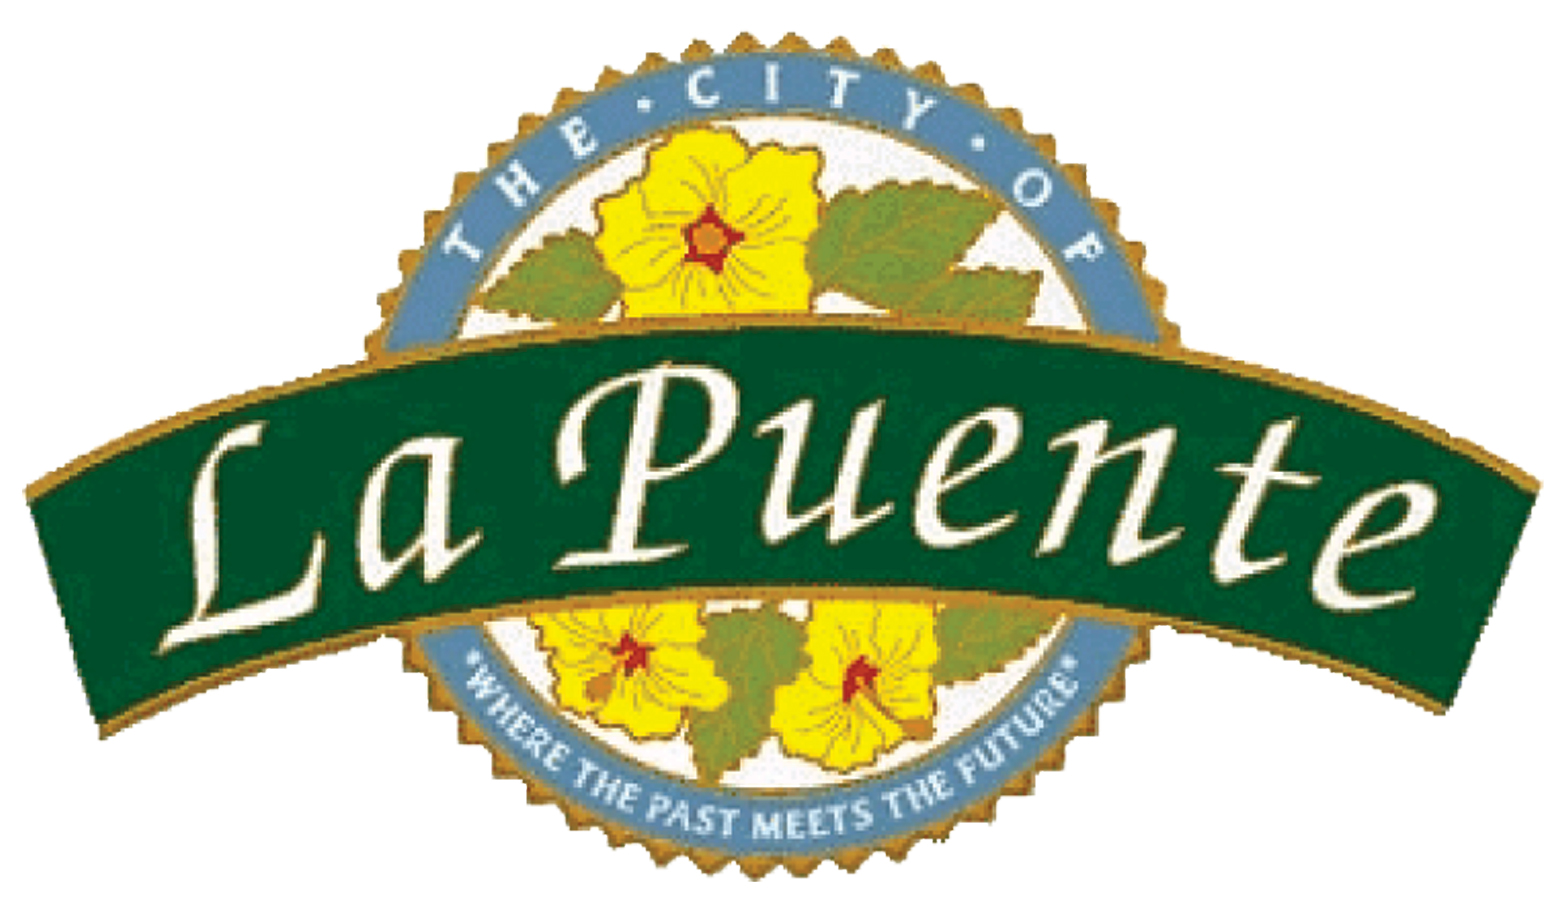 THE • CITY • OF
La Puente
"WHERE THE PAST MEETS THE FUTURE"